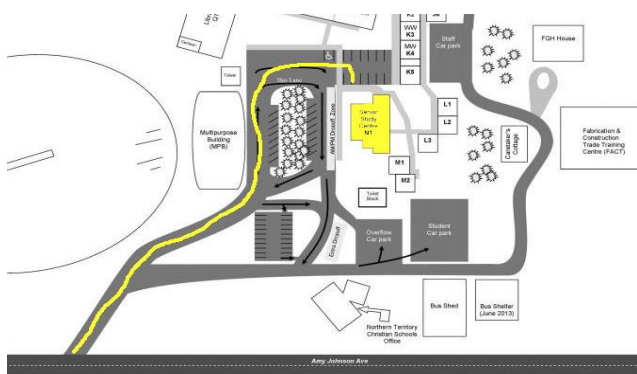 WW
K3
MW
K4
K6
Staff
Car park
FGH House
Toilets
Bus Lane
Multipurpose
Building
(MPB)
AM/PM Dropoff Zone
Senior
Study
Centre
N1
L1
L2
L3
M1
M2
Caretaker's
Cottage
Fabrication &
Construction
Trade Training
Centre (FACT)
Toilet
Block
Extra Dropoff
Overflow
Car park
Student
Car park
Northern Territory
Christian Schools
Office
Bus Shed
Bus Shelter
(June 2013)
Amy Johnson Ave